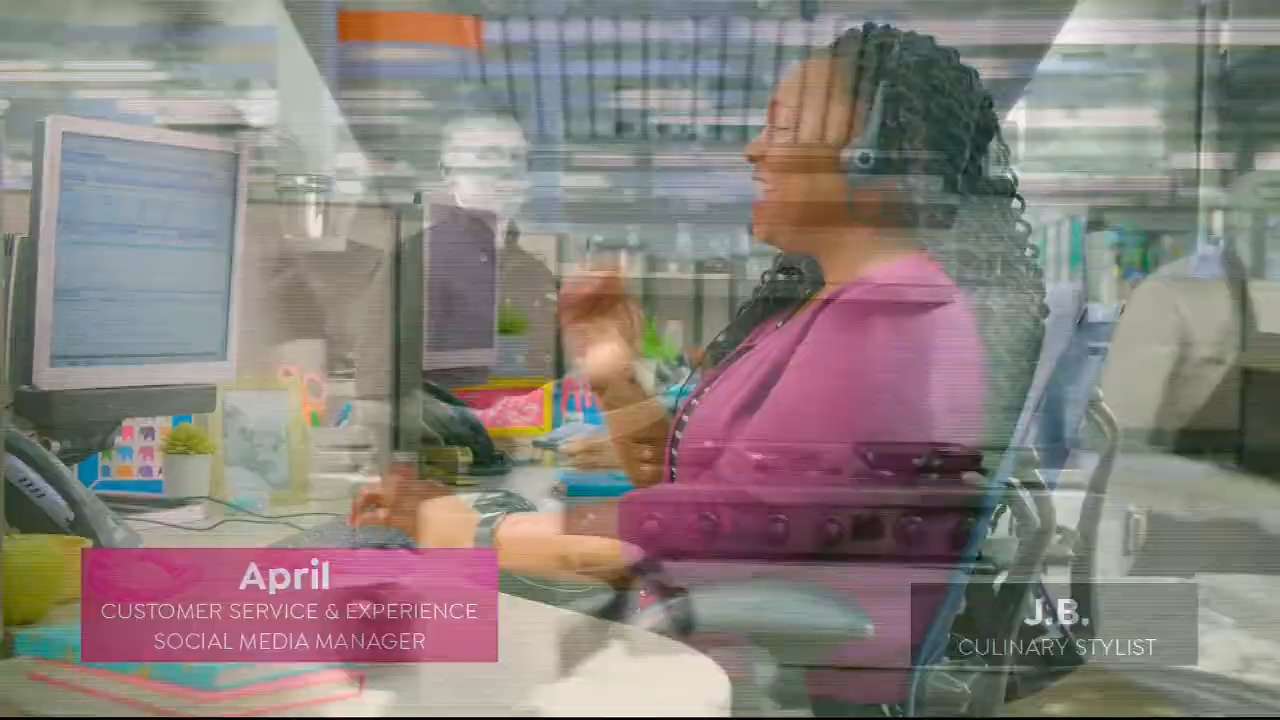 April
CUSTOMER SERVICE & EXPERIENCE
SOCIAL MEDIA MANAGER
J.B.
CULINARY STYLIST